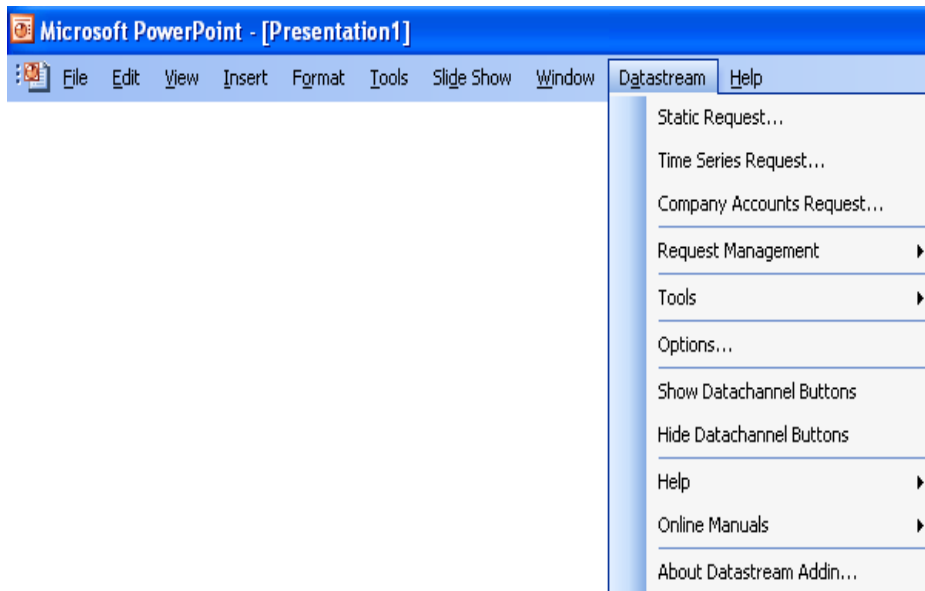 Microsoft PowerPoint - [Presentation1]
File Edit View Insert Format Tools Slide Show Window Datastream Help
Static Request...
Time Series Request...
Company Accounts Request...
Request Management
Tools
Options...
Show Datachannel Buttons
Hide Datachannel Buttons
Help
Online Manuals
About Datastream Addin...